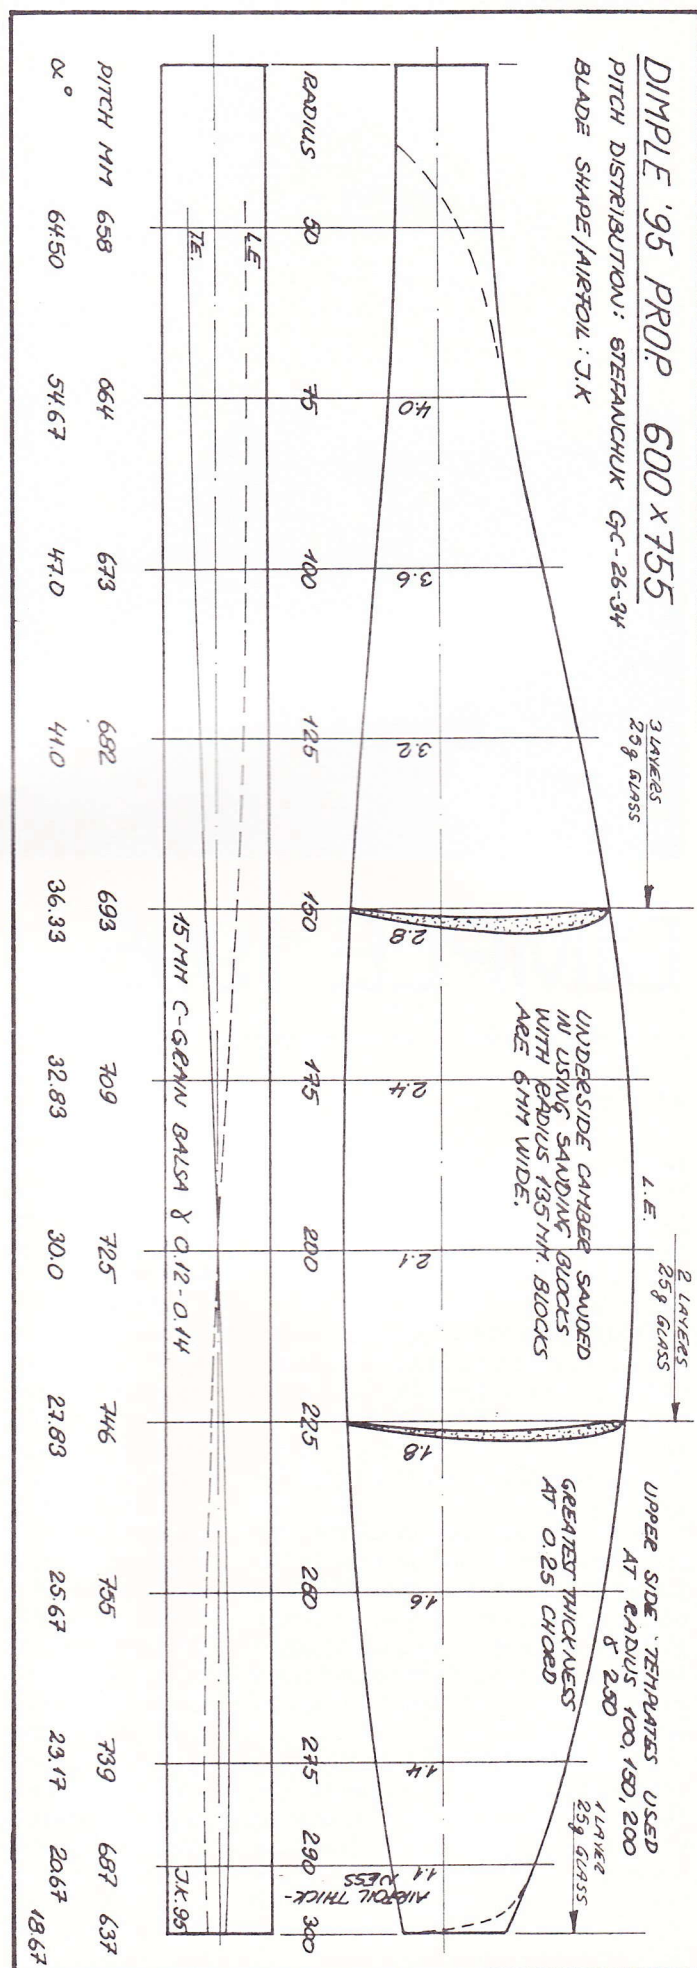 DIMPLE '95 PROP. 600 x 755
PITCH DISTRIBUTION: STEFANCHUK GC-26-34
BLADE SHAPE/AIRFOIL: J.K
3 LAYERS
25g GLASS
L.E.
2 LAYERS
25g GLASS
UPPER SIDE TEMPLATES USED
AT RADIUS 100, 150, 200
& 250
1 LAYER
25g GLASS
UNDERSIDE CAMBER SANDED
IN USING SANDING BLOCKS
WITH RADIUS 135MM. BLOCKS
ARE 6MM WIDE.
GREATEST THICKNESS
AT 0.25 CHORD
4.0 3.6 3.2 2.8 2.4 2.1 1.8 1.6 1.4 1.1
AIRFOIL THICK-
NESS
RADIUS 50 75 100 125 150 175 200 225 260 275 290 300
L.E
T.E.
15 MM C-GRAIN BALSA γ 0.12-0.14
J.K.95
PITCH MM 658 664 673 682 693 709 725 746 755 739 687 637
α° 64.50 54.67 47.0 41.0 36.33 32.83 30.0 27.83 25.67 23.17 20.67 18.67